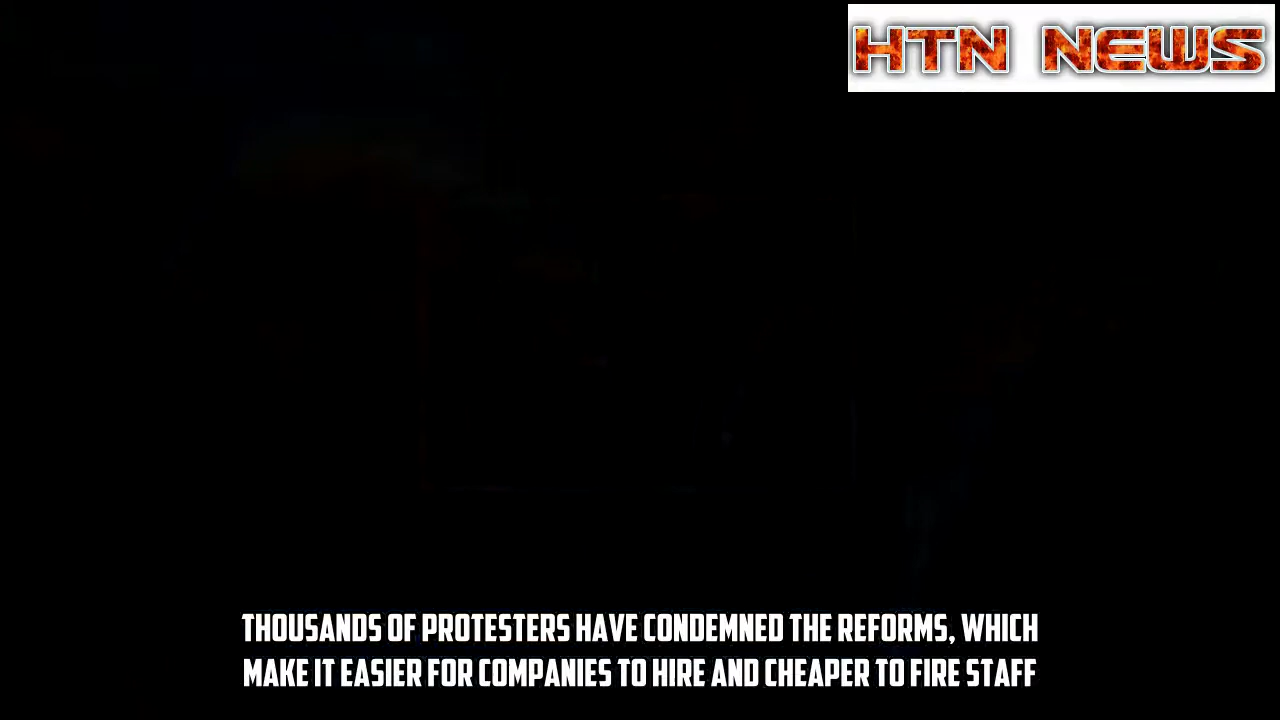 HTN NEWS
THOUSANDS OF PROTESTERS HAVE CONDEMNED THE REFORMS, WHICH
MAKE IT EASIER FOR COMPANIES TO HIRE AND CHEAPER TO FIRE STAFF